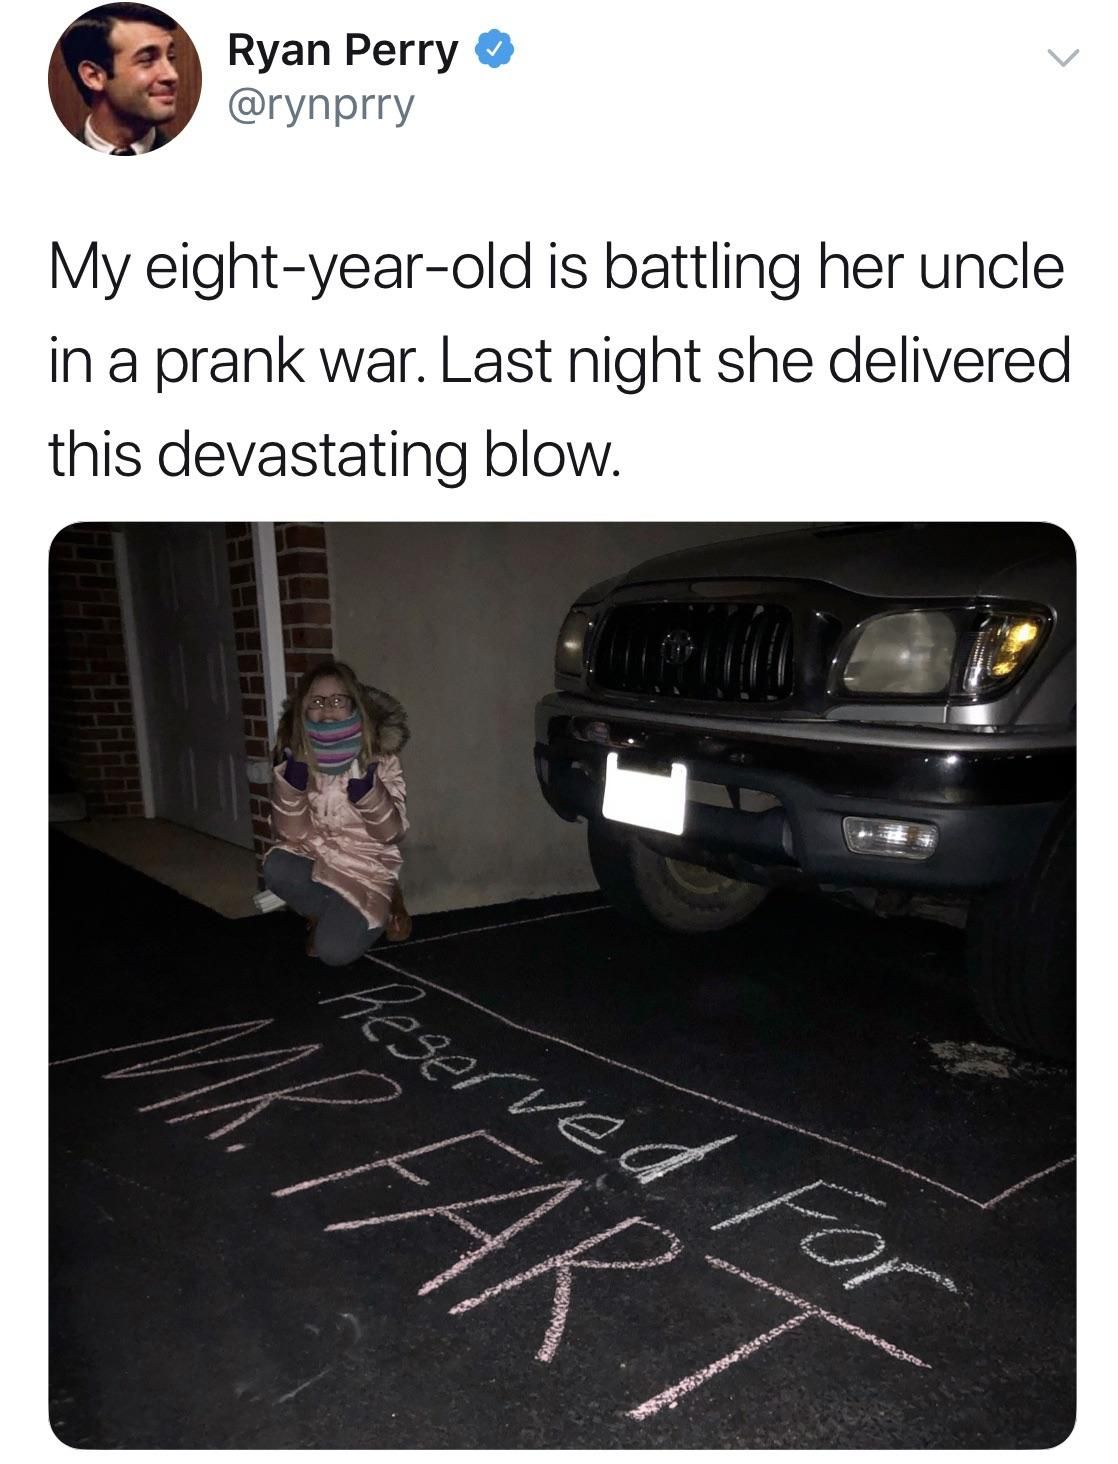 Ryan Perry
@rynprry
My eight-year-old is battling her uncle
in a prank war. Last night she delivered
this devastating blow.
Reserved For
MR. FART